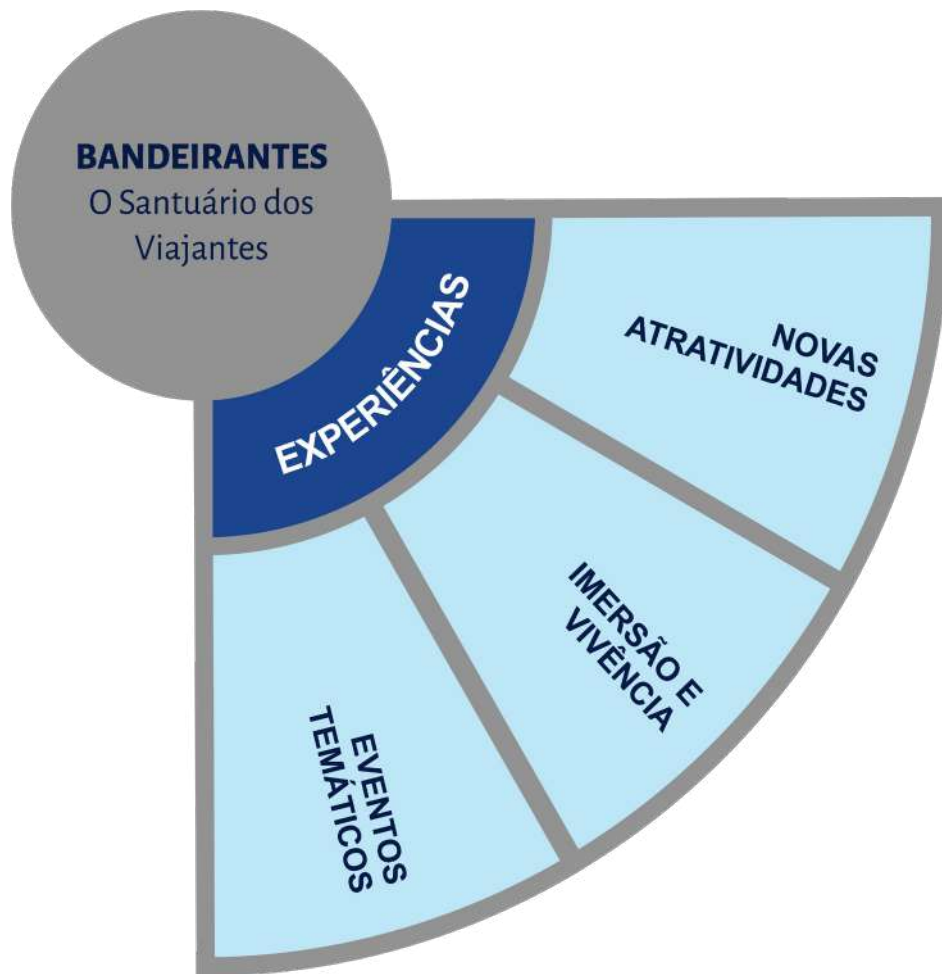 BANDEIRANTES
O Santuário dos
Viajantes
EXPERIÊNCIAS
NOVAS
ATRATIVIDADES
IMERSÃO E
VIVÊNCIA
EVENTOS
TEMÁTICOS